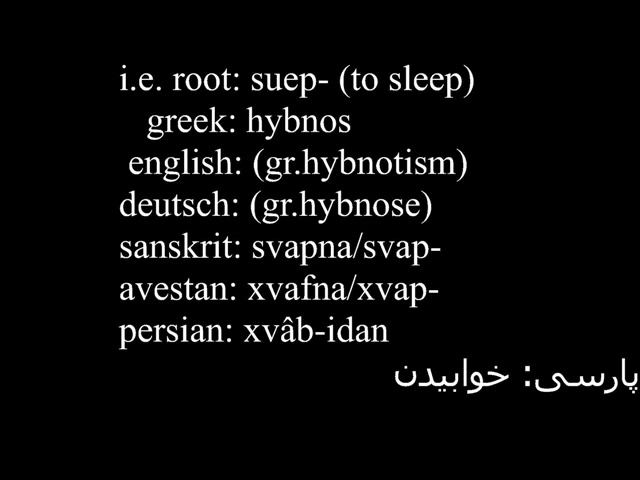 i.e. root: suep- (to sleep)
greek: hybnos
english: (gr.hybnotism)
deutsch: (gr.hybnose)
sanskrit: svapna/svap-
avestan: xvafna/xvap-
persian: xvâb-idan
پارسی: خوابیدن